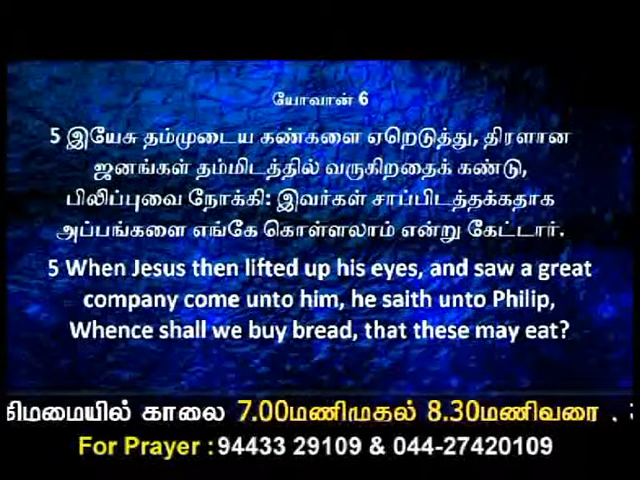 யோவான் 6
5 இயேசு தம்முடைய கண்களை ஏறெடுத்து, திரளான
ஜனங்கள் தம்மிடத்தில் வருகிறதைக் கண்டு,
பிலிப்புவை நோக்கி: இவர்கள் சாப்பிடத்தக்கதாக
அப்பங்களை எங்கே கொள்ளலாம் என்று கேட்டார்.
5 When Jesus then lifted up his eyes, and saw a great
company come unto him, he saith unto Philip,
Whence shall we buy bread, that these may eat?
கிழமையில் காலை 7.00மணிமுதல் 8.30மணிவரை .
For Prayer : 94433 29109 & 044-27420109